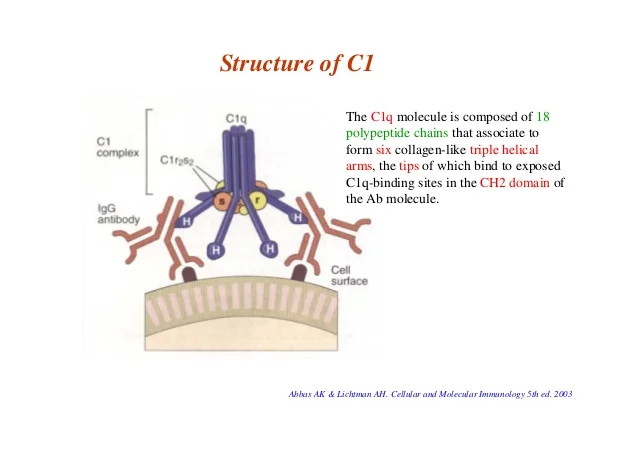 Structure of C1
The C1q molecule is composed of 18
polypeptide chains that associate to
form six collagen-like triple helical
arms, the tips of which bind to exposed
C1q-binding sites in the CH2 domain of
the Ab molecule.
C1q
C1
complex
C1r2s2
IgG
antibody
s
r
H
H
H
H
Cell
surface
Abbas AK & Lichtman AH. Cellular and Molecular Immunology 5th ed. 2003